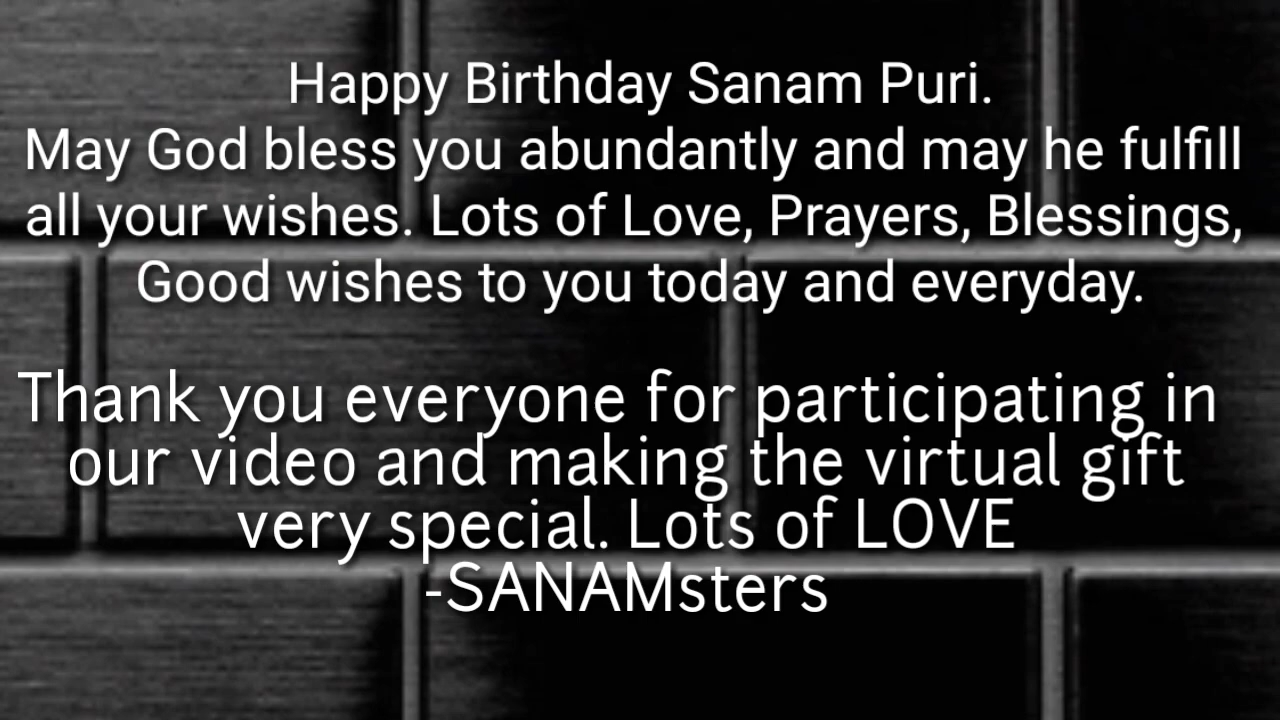 Happy Birthday Sanam Puri.
May God bless you abundantly and may he fulfill
all your wishes. Lots of Love, Prayers, Blessings,
Good wishes to you today and everyday.
Thank you everyone for participating in
our video and making the virtual gift
very special. Lots of LOVE
-SANAMsters